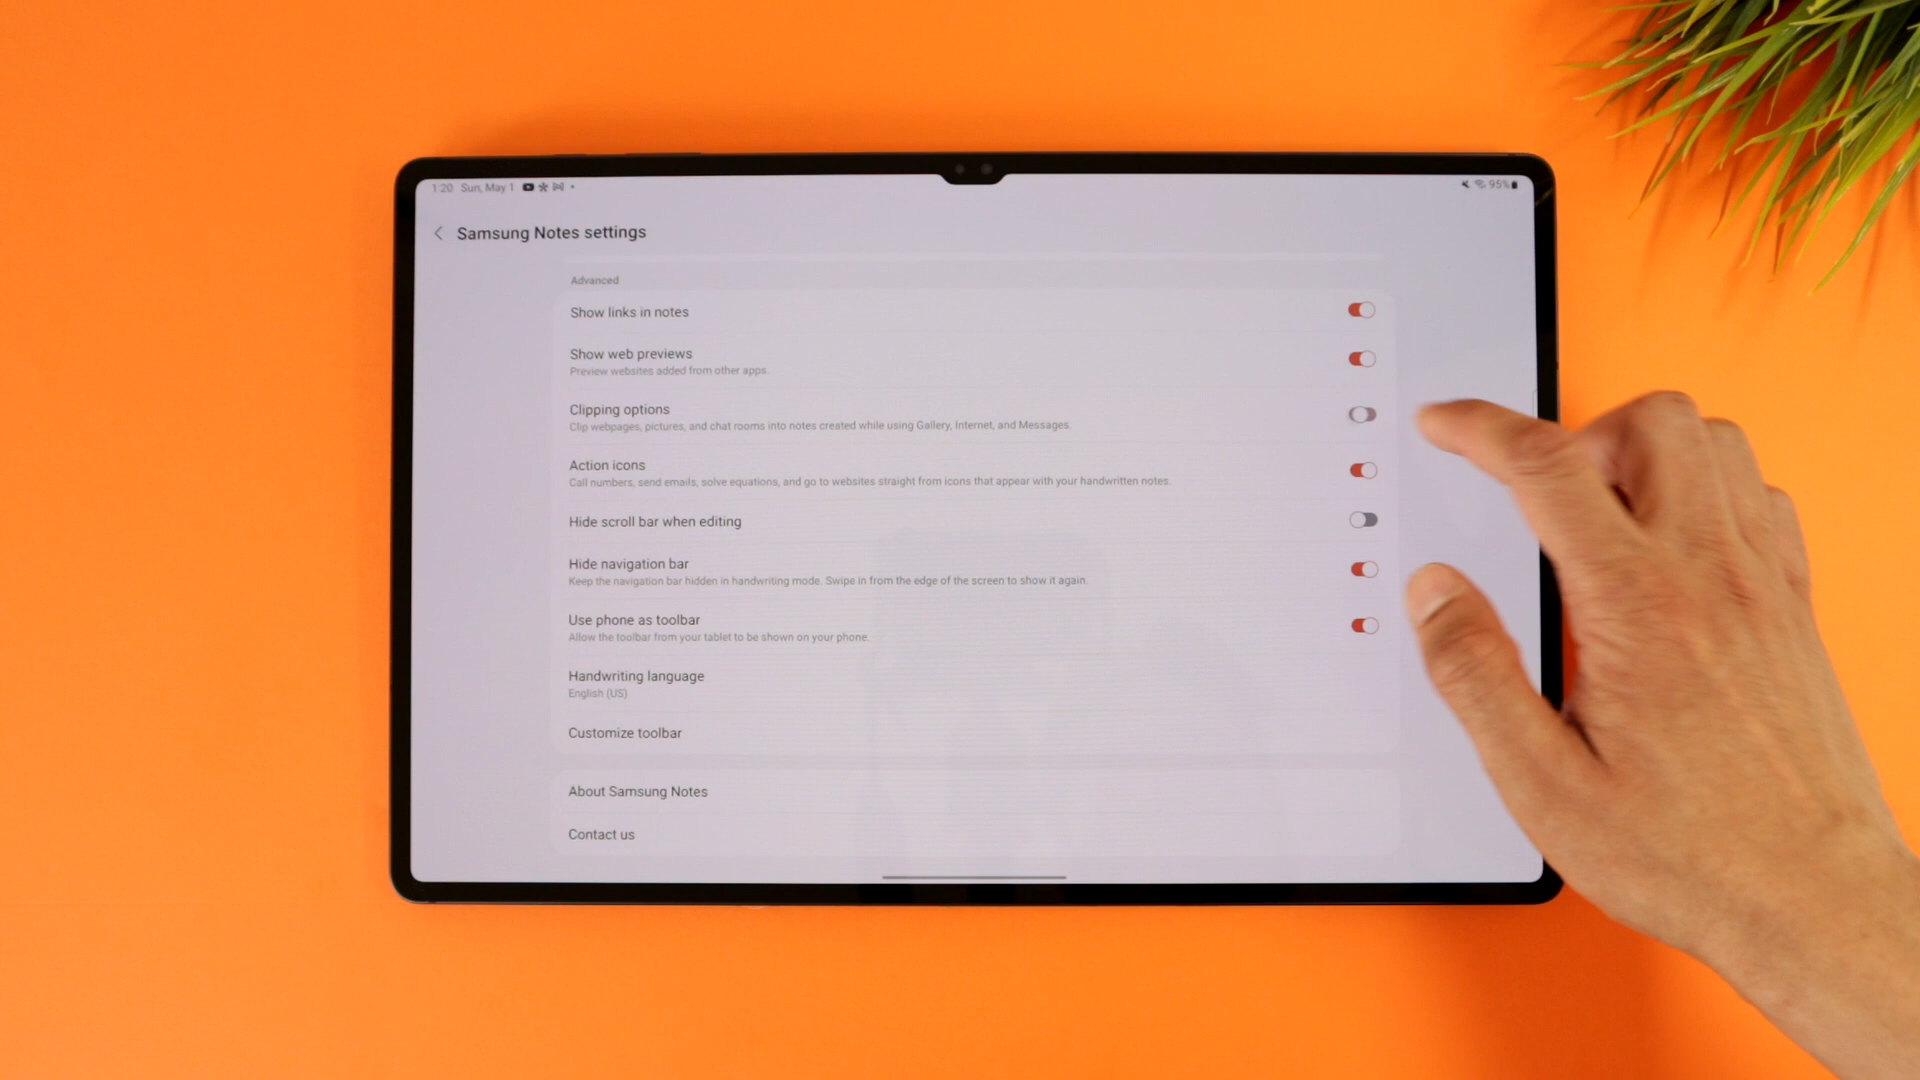 1:20 Sun, May 1
95%
Samsung Notes settings
Advanced
Show links in notes
Show web previews
Preview websites added from other apps.
Clipping options
Clip webpages, pictures, and chat rooms into notes created while using Gallery, Internet, and Messages.
Action icons
Call numbers, send emails, solve equations, and go to websites straight from icons that appear with your handwritten notes.
Hide scroll bar when editing
Hide navigation bar
Keep the navigation bar hidden in handwriting mode. Swipe in from the edge of the screen to show it again.
Use phone as toolbar
Allow the toolbar from your tablet to be shown on your phone.
Handwriting language
English (US)
Customize toolbar
About Samsung Notes
Contact us